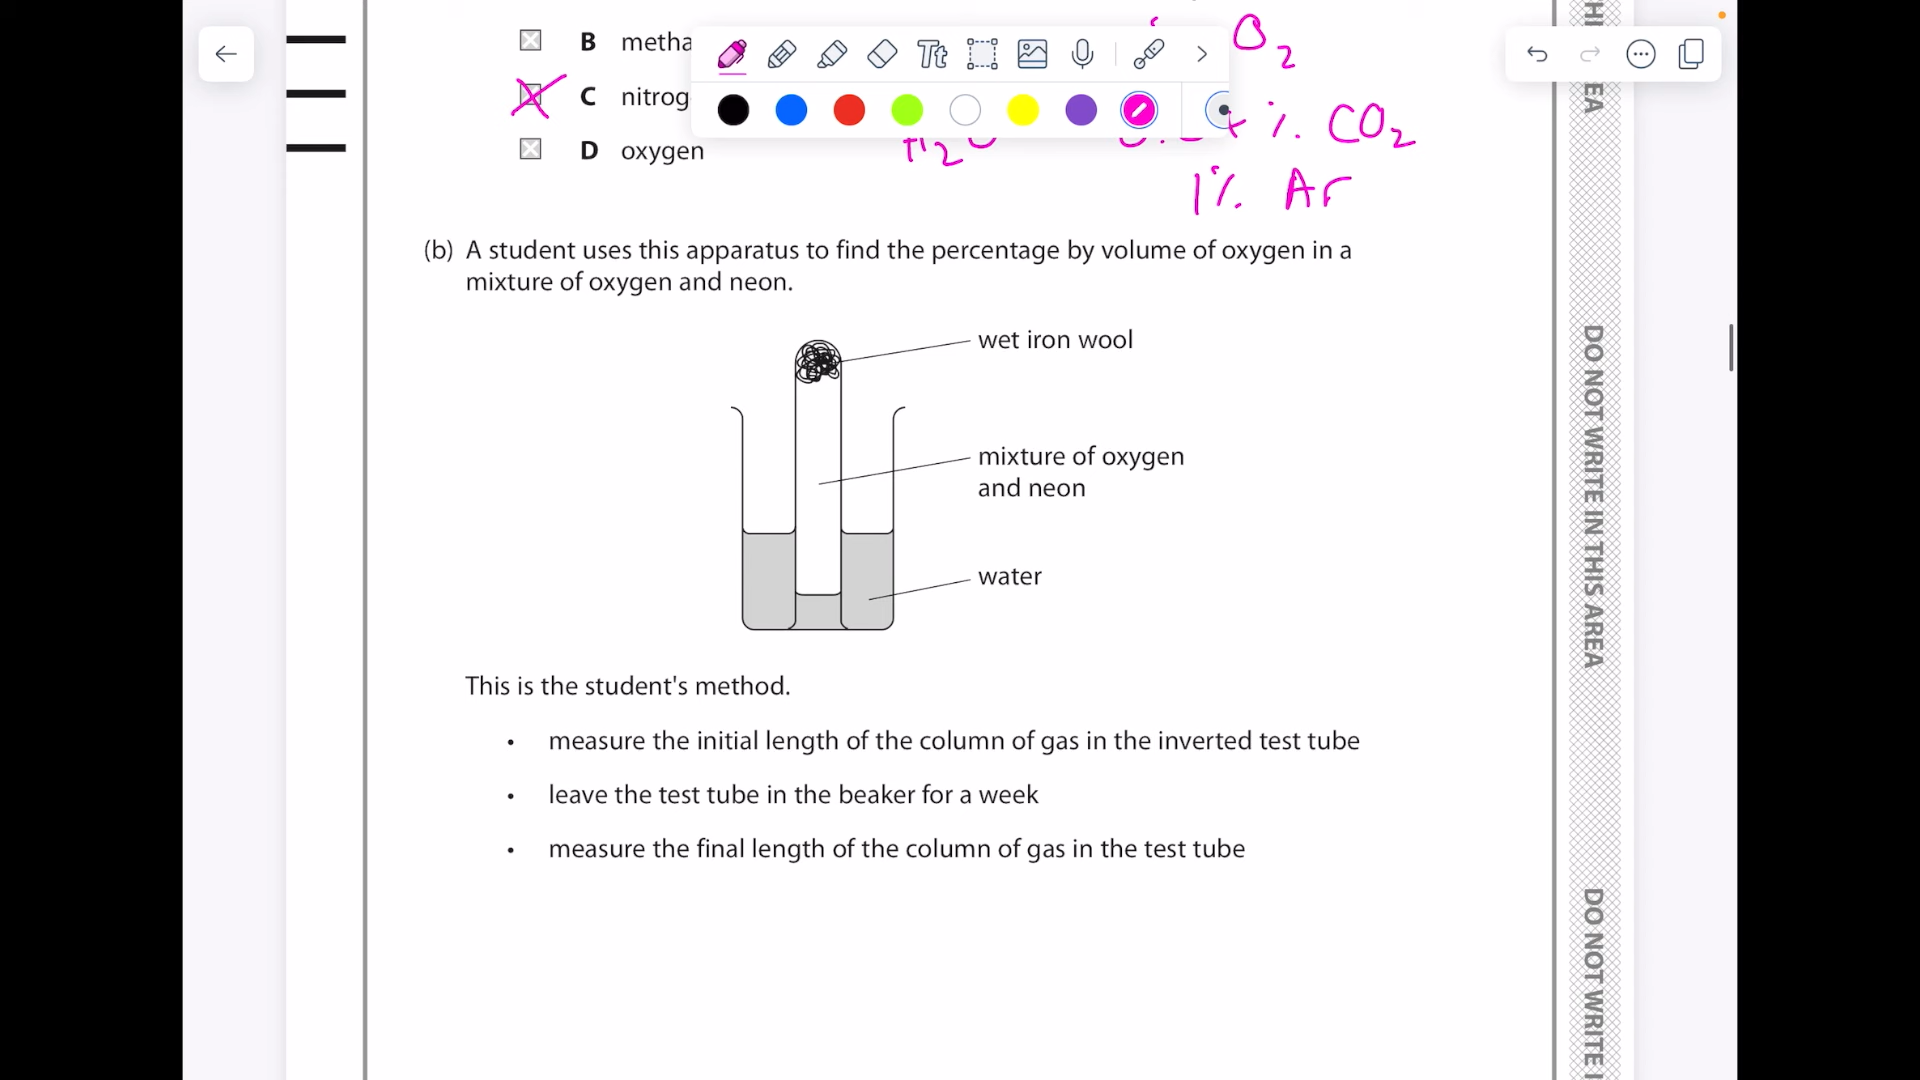 B metha
O2
C nitrog
% CO2
D oxygen
1% Ar
(b) A student uses this apparatus to find the percentage by volume of oxygen in a
mixture of oxygen and neon.
wet iron wool
mixture of oxygen
and neon
water
This is the student's method.
• measure the initial length of the column of gas in the inverted test tube
• leave the test tube in the beaker for a week
• measure the final length of the column of gas in the test tube
Tt
EA
DO NOT WRITE IN THIS AREA
DO NOT WRITE I